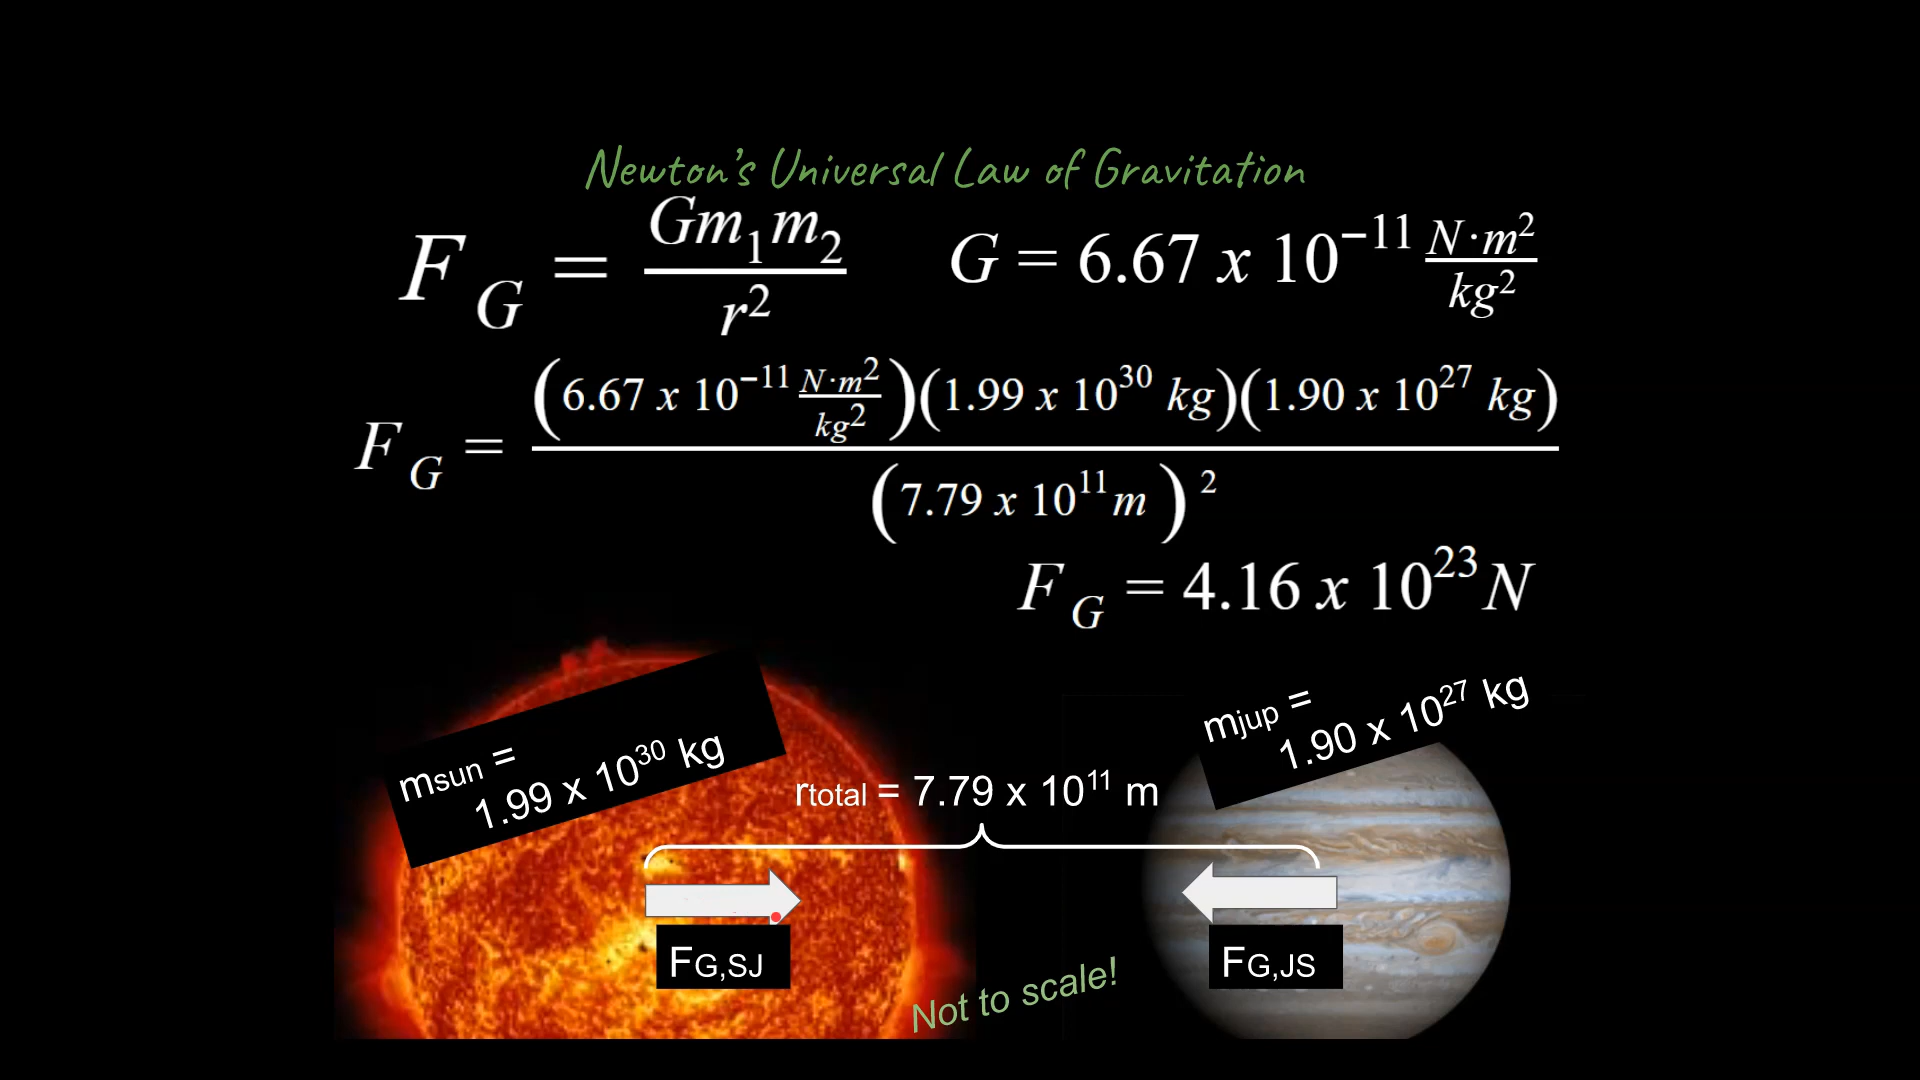 Newton's Universal Law of Gravitation
F_G = Gm₁m₂ / r²
G = 6.67 x 10⁻¹¹ N·m² / kg²
F_G = (6.67 x 10⁻¹¹ N·m² / kg²)(1.99 x 10³⁰ kg)(1.90 x 10²⁷ kg) / (7.79 x 10¹¹ m)²
F_G = 4.16 x 10²³ N
msun =
1.99 x 10³⁰ kg
mjup =
1.90 x 10²⁷ kg
rtotal = 7.79 x 10¹¹ m
FG,SJ
FG,JS
Not to scale!